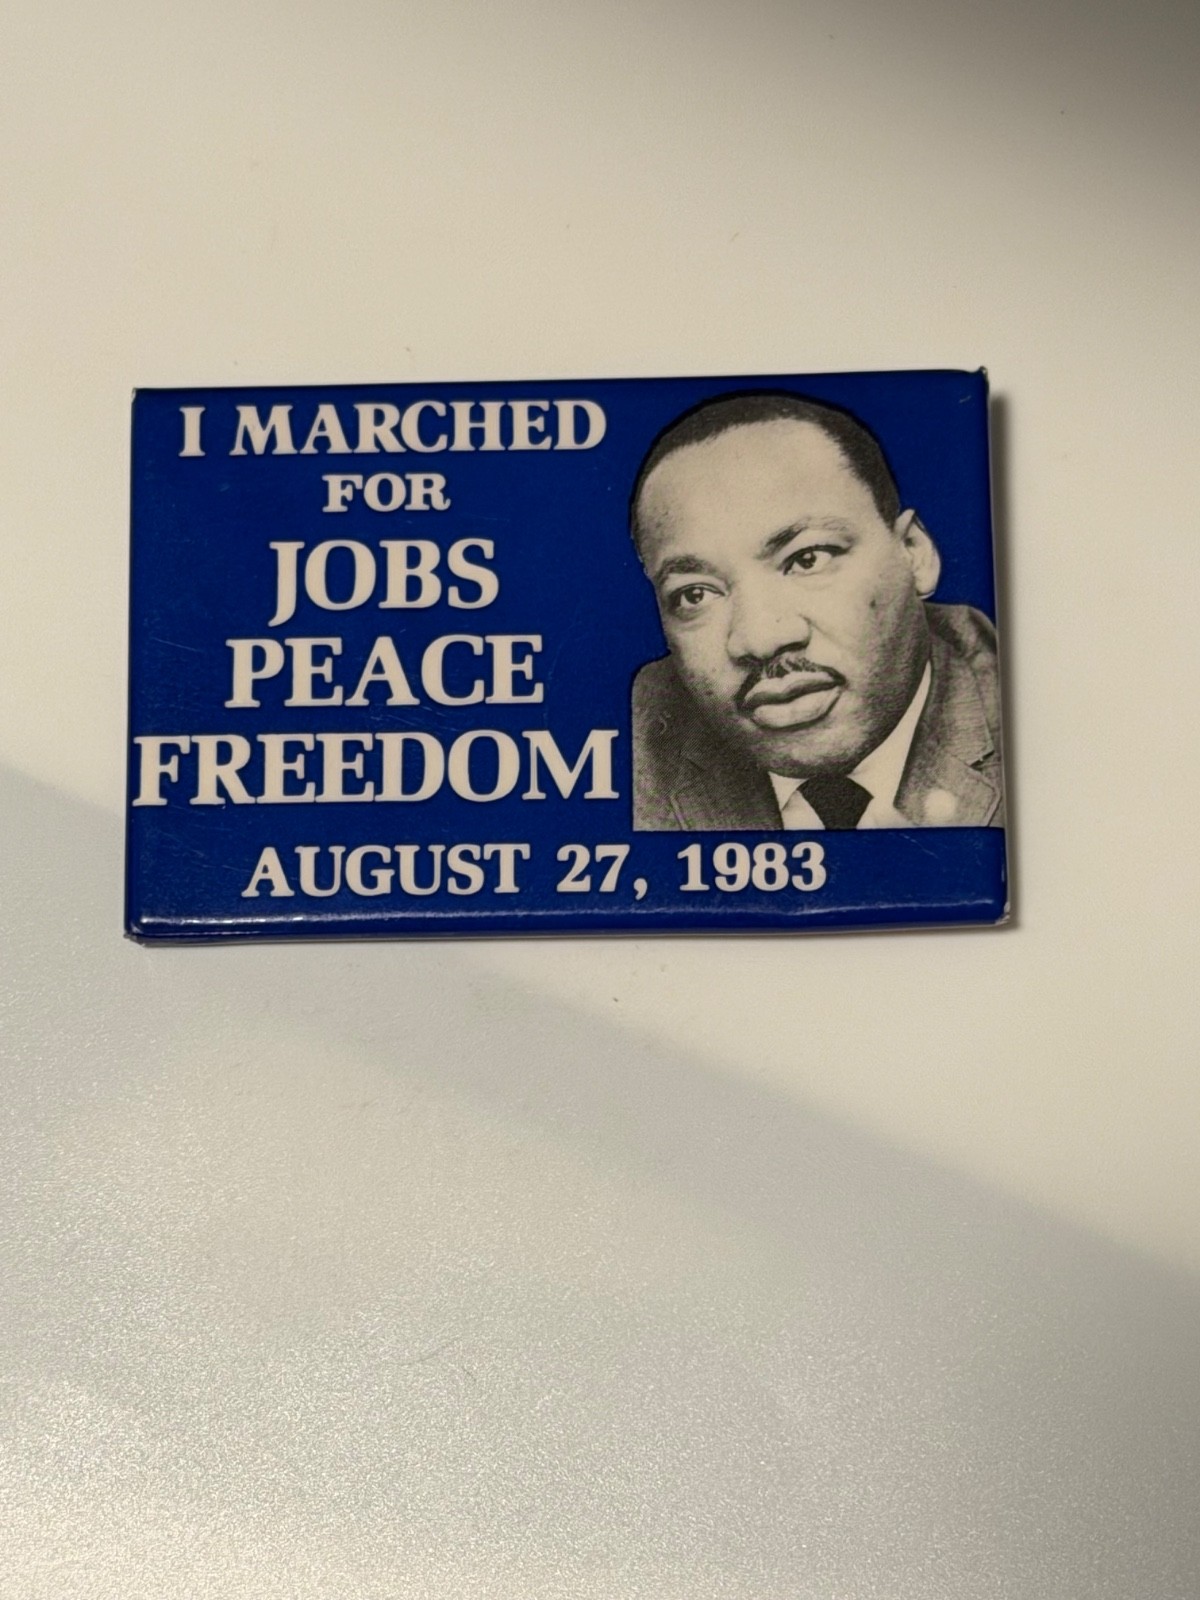 I MARCHED
FOR
JOBS
PEACE
FREEDOM
AUGUST 27, 1983